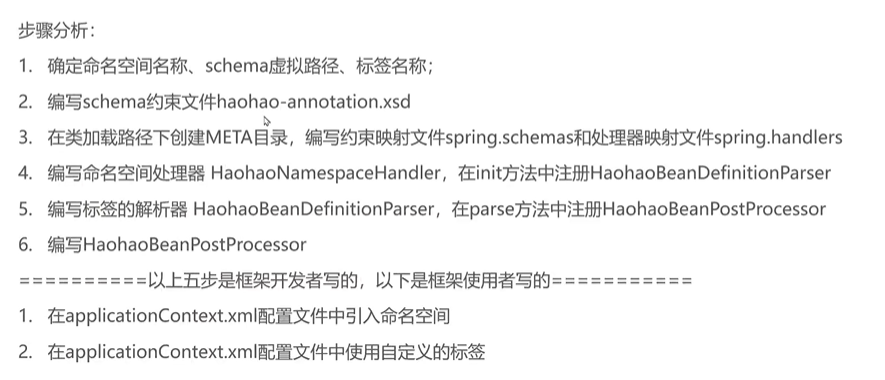 步骤分析：
1. 确定命名空间名称、schema虚拟路径、标签名称；
2. 编写schema约束文件haohao-annotation.xsd
3. 在类加载路径下创建META目录，编写约束映射文件spring.schemas和处理器映射文件spring.handlers
4. 编写命名空间处理器 HaohaoNamespaceHandler，在init方法中注册HaohaoBeanDefinitionParser
5. 编写标签的解析器 HaohaoBeanDefinitionParser，在parse方法中注册HaohaoBeanPostProcessor
6. 编写HaohaoBeanPostProcessor
==========以上五步是框架开发者写的，以下是框架使用者写的===========
1. 在applicationContext.xml配置文件中引入命名空间
2. 在applicationContext.xml配置文件中使用自定义的标签